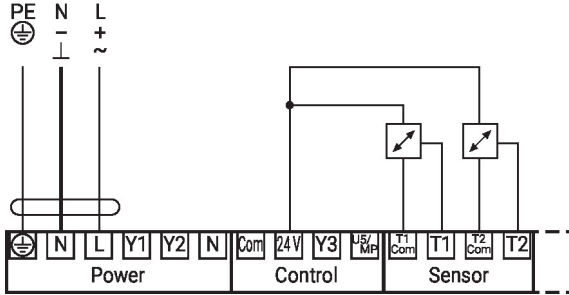 PE N L
− +
⊥ ~
N L Y1 Y2 N Com 24V Y3 U5/MP T1 Com T1 T2 Com T2
Power Control Sensor